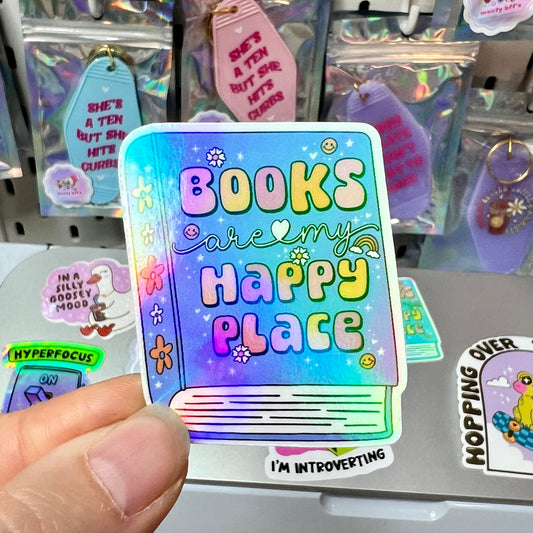 SHE'S
A TEN
BUT SHE
HITS
CURBS
SHE'S
A TEN
BUT SHE
HITS
CURBS
BOOKS
are my
Happy
PLACE
IN A
SILLY
GOOSEY
MOOD
HYPERFOCUS
ON
I'M INTROVERTING
HOPPING OVER